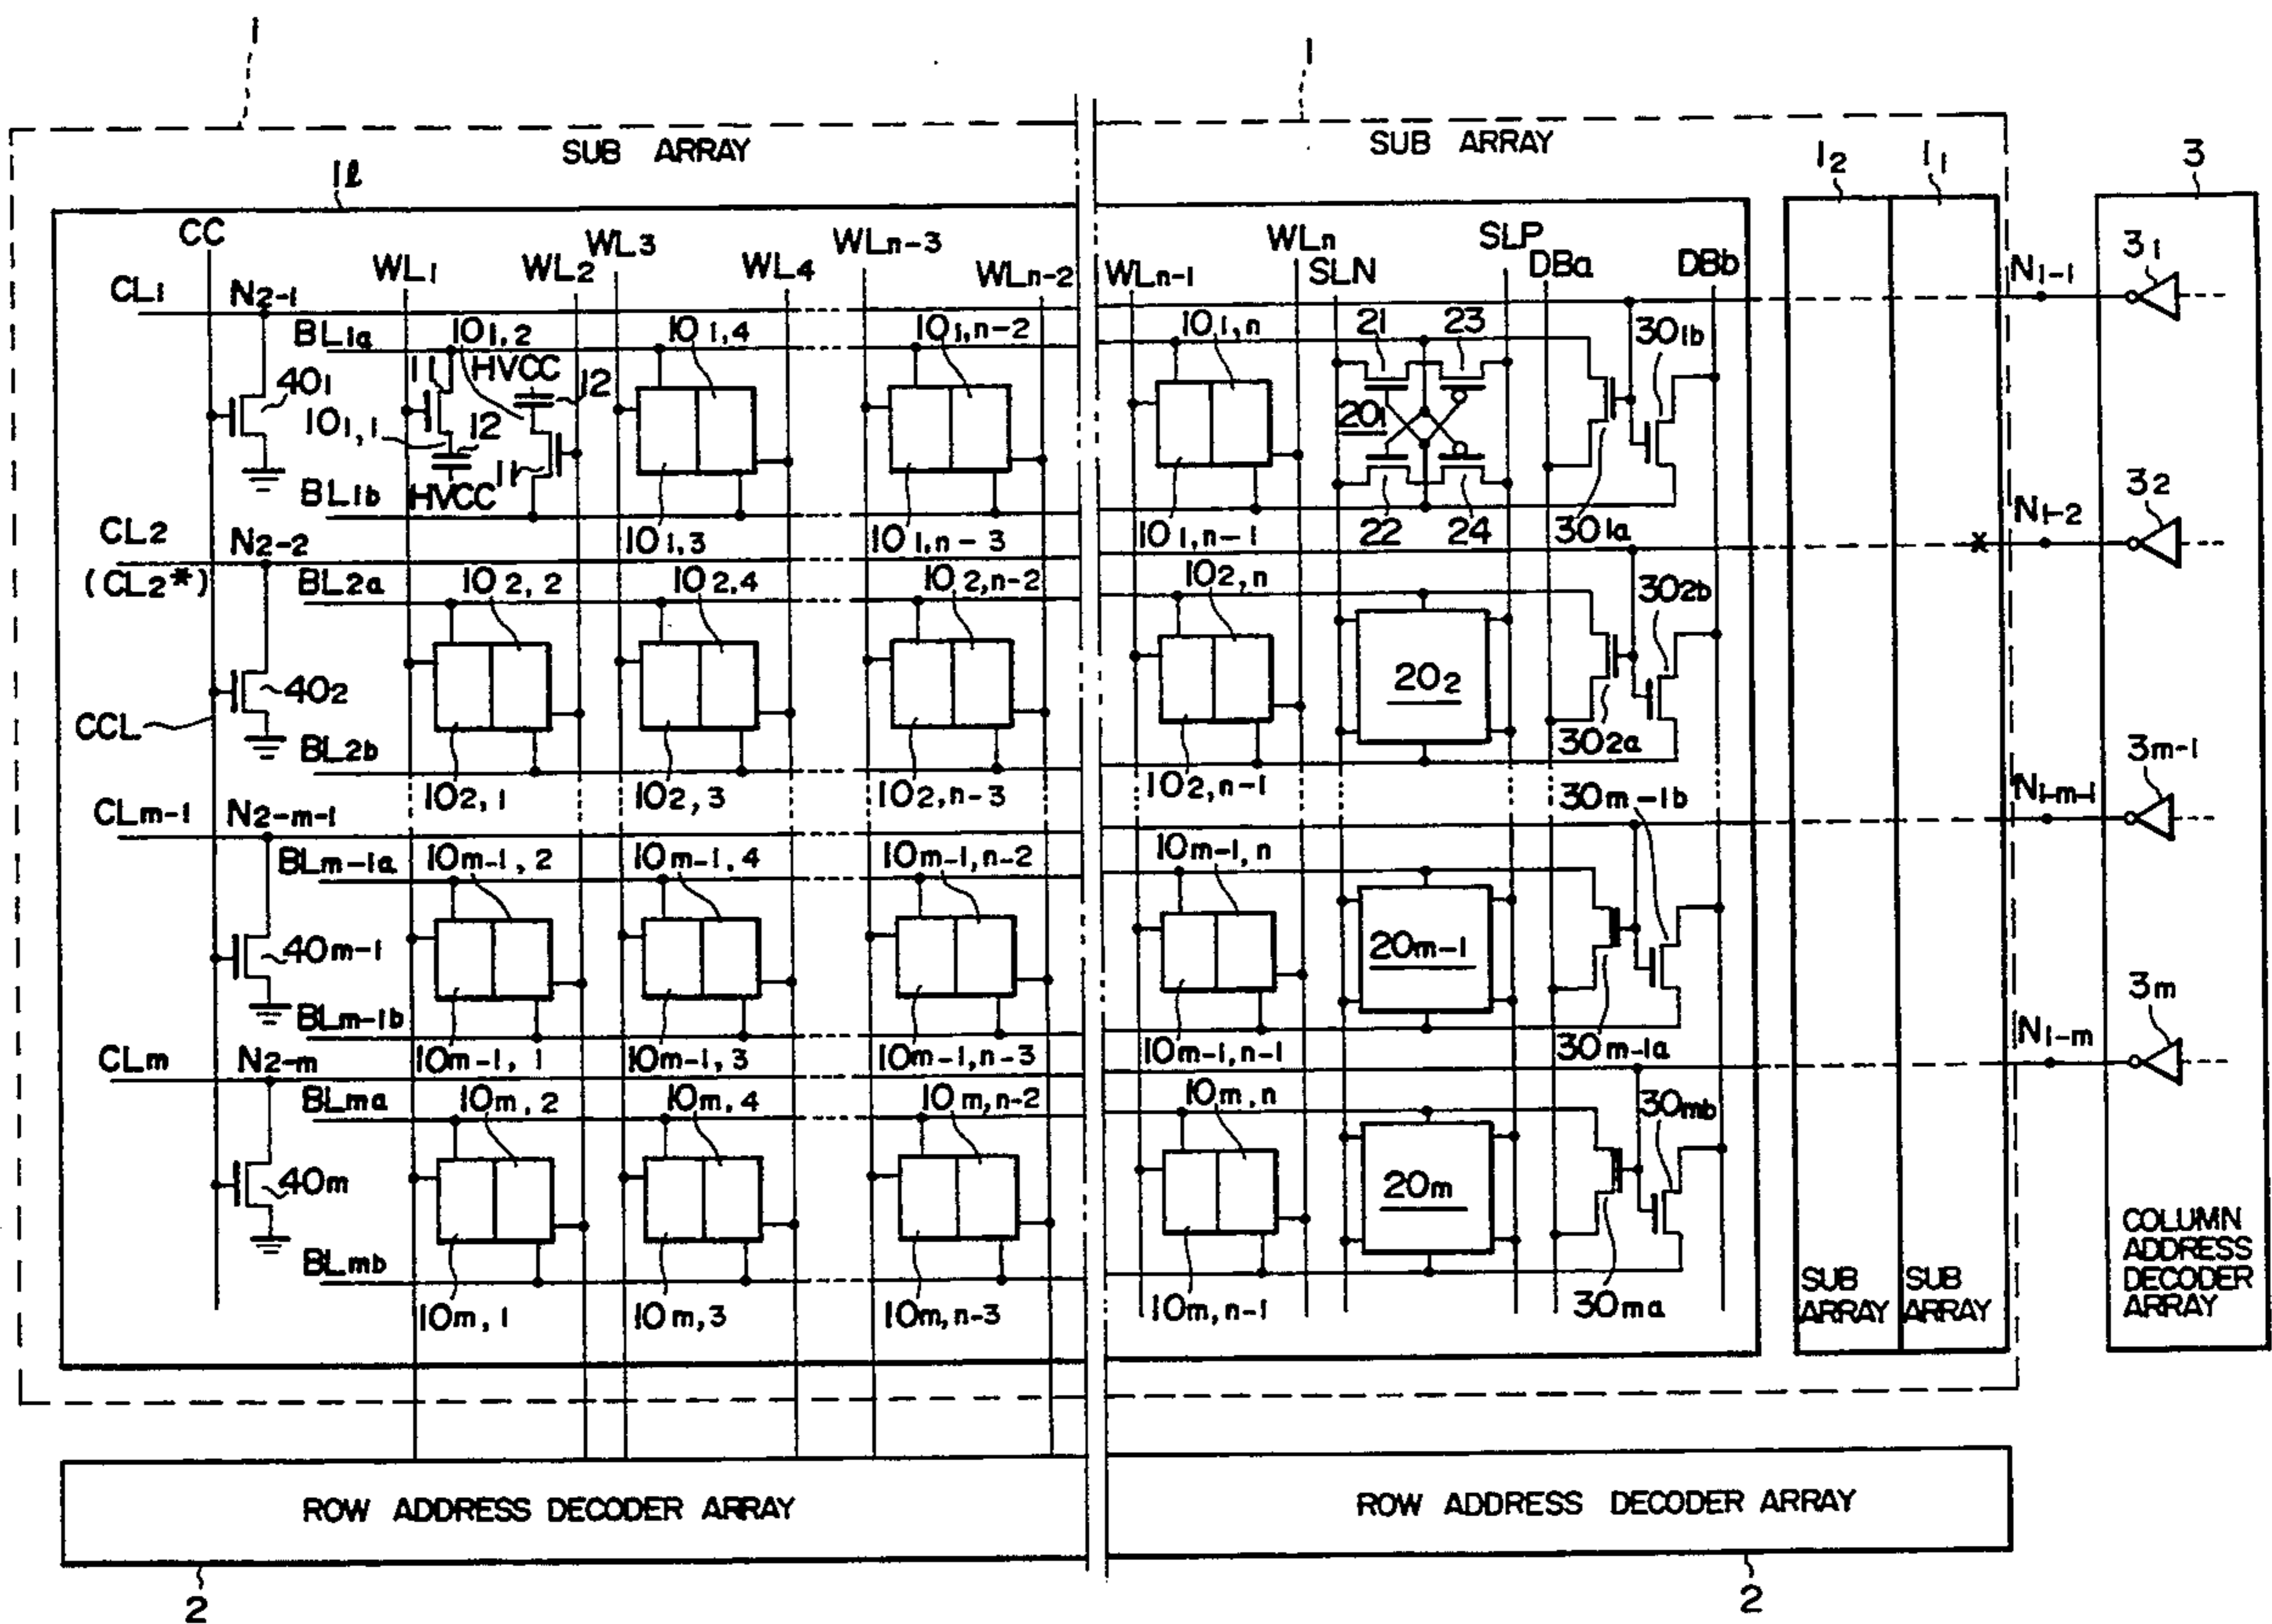 1 1
SUB ARRAY SUB ARRAY
1ℓ 12 11 3
CC WL1 WL2 WL3 WL4 WLn-3 WLn-2 WLn-1 WLn SLN SLP DBa DBb
CL1 N2-1 N1-1 31
BL1a 101,2 101,4 101,n-2 101,n 21 23 301b
11 HVCC 12
401 101,1 12 201
HVCC 11
BL1b 101,3 101,n-3 101,n-1 22 24 301a
CL2 N2-2 × N1-2 32
(CL2*) BL2a 102,2 102,4 102,n-2 102,n 302b
402 202
CCL 302a
BL2b 102,1 102,3 102,n-3 102,n-1
CLm-1 N2-m-1 30m-1b N1-m-1 3m-1
BLm-1a 10m-1,2 10m-1,4 10m-1,n-2 10m-1,n
40m-1 20m-1
BLm-1b 10m-1,1 10m-1,3 10m-1,n-3 10m-1,n-1 30m-1a
CLm N2-m N1-m 3m
BLma 10m,2 10m,4 10m,n-2 10m,n 30mb
40m 20m
BLmb 10m,1 10m,3 10m,n-3 10m,n-1 30ma
SUB ARRAY
SUB ARRAY
COLUMN
ADDRESS
DECODER
ARRAY
ROW ADDRESS DECODER ARRAY ROW ADDRESS DECODER ARRAY
2 2